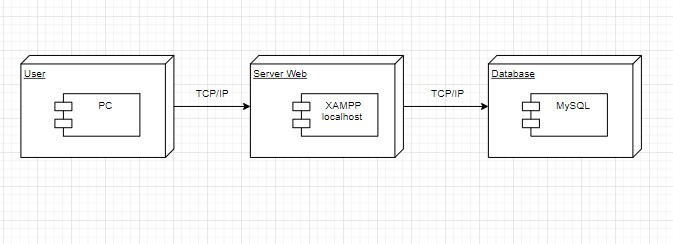 User
Server Web
Database
TCP/IP
TCP/IP
PC
XAMPP
localhost
MySQL